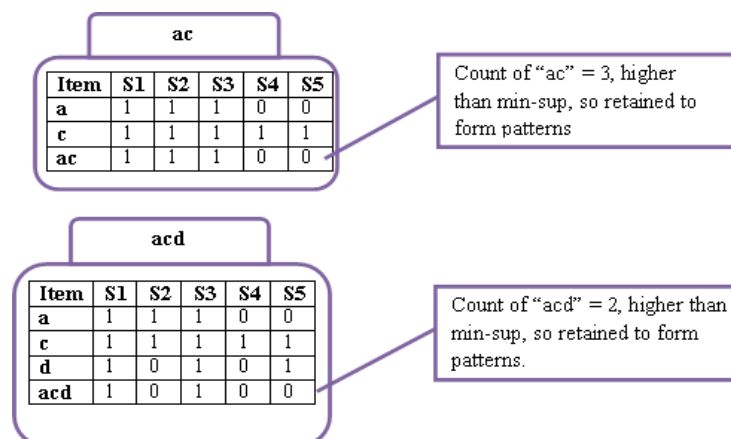 ac
Item S1 S2 S3 S4 S5
a 1 1 1 0 0
c 1 1 1 1 1
ac 1 1 1 0 0
Count of “ac” = 3, higher
than min-sup, so retained to
form patterns
acd
Item S1 S2 S3 S4 S5
a 1 1 1 0 0
c 1 1 1 1 1
d 1 0 1 0 1
acd 1 0 1 0 0
Count of “acd” = 2, higher than
min-sup, so retained to form
patterns.